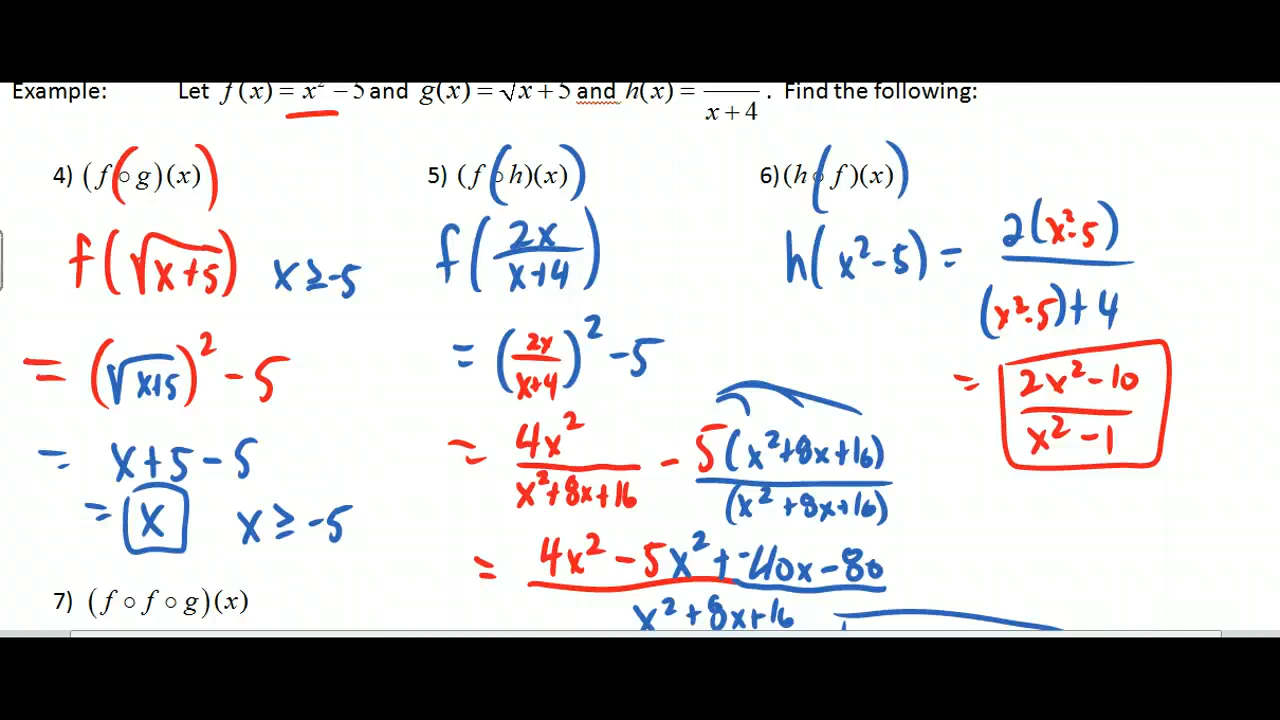 Example: Let f(x) = x² − 5 and g(x) = √x + 5 and h(x) = ――/x + 4 . Find the following:
4) (f ∘ g)(x)
f(√x+5) x ≥ -5
= (√x+5)² - 5
= x+5-5
= x x ≥ -5
7) (f ∘ f ∘ g)(x)
5) (f ∘ h)(x)
f(2x/x+4)
= (2x/x+4)² - 5
= 4x²/x²+8x+16 - 5(x²+8x+16)/(x²+8x+16)
= 4x² - 5x² + -40x - 80/x²+8x+16
6) (h ∘ f)(x)
h(x²-5) = 2(x²-5)/(x²-5)+4
= 2x²-10/x²-1